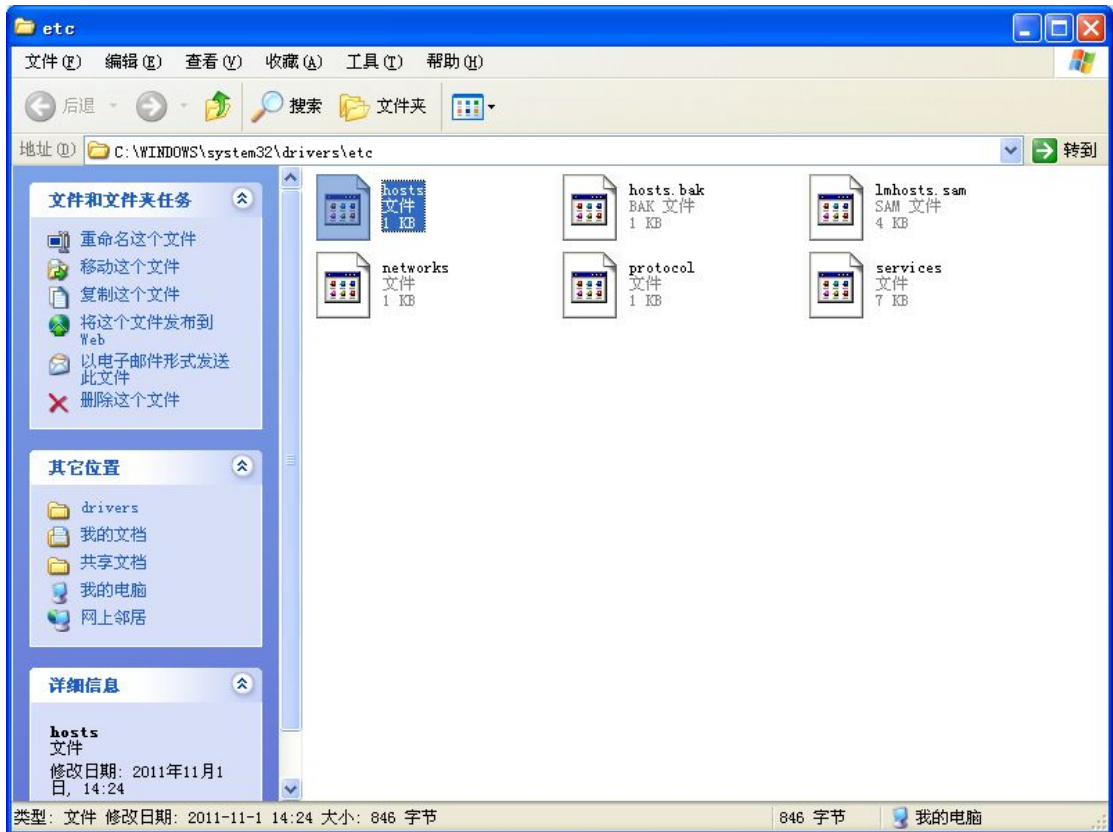 etc
文件(F) 编辑(E) 查看(V) 收藏(A) 工具(T) 帮助(H)
后退 搜索 文件夹
地址(D) C:\WINDOWS\system32\drivers\etc 转到
文件和文件夹任务
重命名这个文件
移动这个文件
复制这个文件
将这个文件发布到
Web
以电子邮件形式发送
此文件
删除这个文件
其它位置
drivers
我的文档
共享文档
我的电脑
网上邻居
详细信息
hosts
文件
修改日期: 2011年11月1
日, 14:24
hosts
文件
1 KB
hosts.bak
BAK 文件
1 KB
lmhosts.sam
SAM 文件
4 KB
networks
文件
1 KB
protocol
文件
1 KB
services
文件
7 KB
类型: 文件 修改日期: 2011-11-1 14:24 大小: 846 字节 846 字节 我的电脑